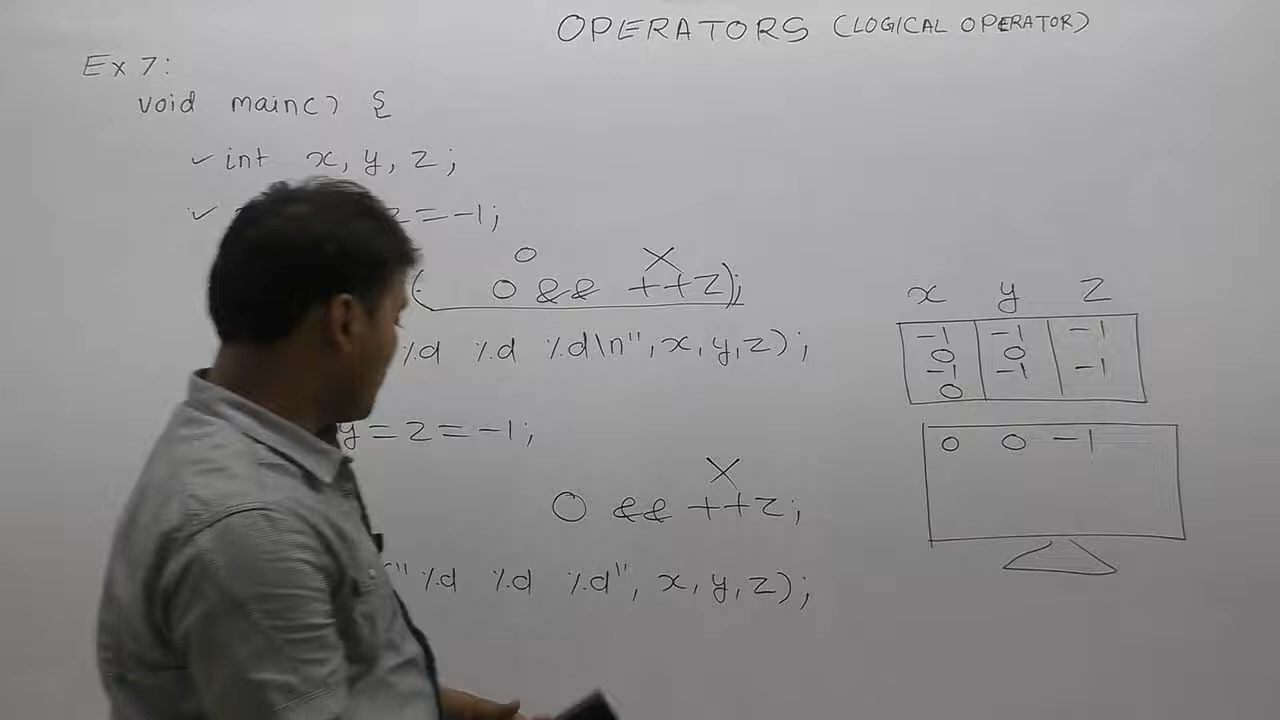 OPERATORS (LOGICAL OPERATOR)
Ex 7:
void main() {
✓ int x, y, z;
✓ z=-1;
0 X
( 0 && ++z);
%d %d %d\n", x, y, z);
y=z=-1;
X
0 && ++z;
" %d %d %d", x, y, z);
x y z
-1 -1 -1
0 0
-1 -1 -1
0
0 0 -1